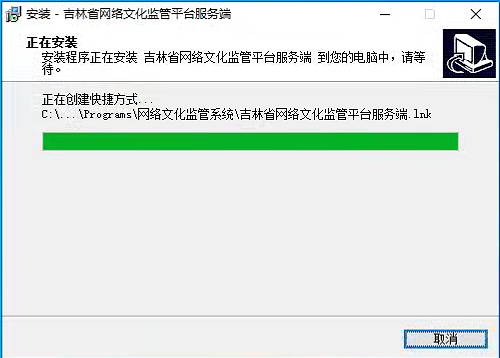 安装 - 吉林省网络文化监管平台服务端
正在安装
安装程序正在安装 吉林省网络文化监管平台服务端 到您的电脑中，请等
待。
正在创建快捷方式...
C:\...\Programs\网络文化监管系统\吉林省网络文化监管平台服务端.lnk
取消